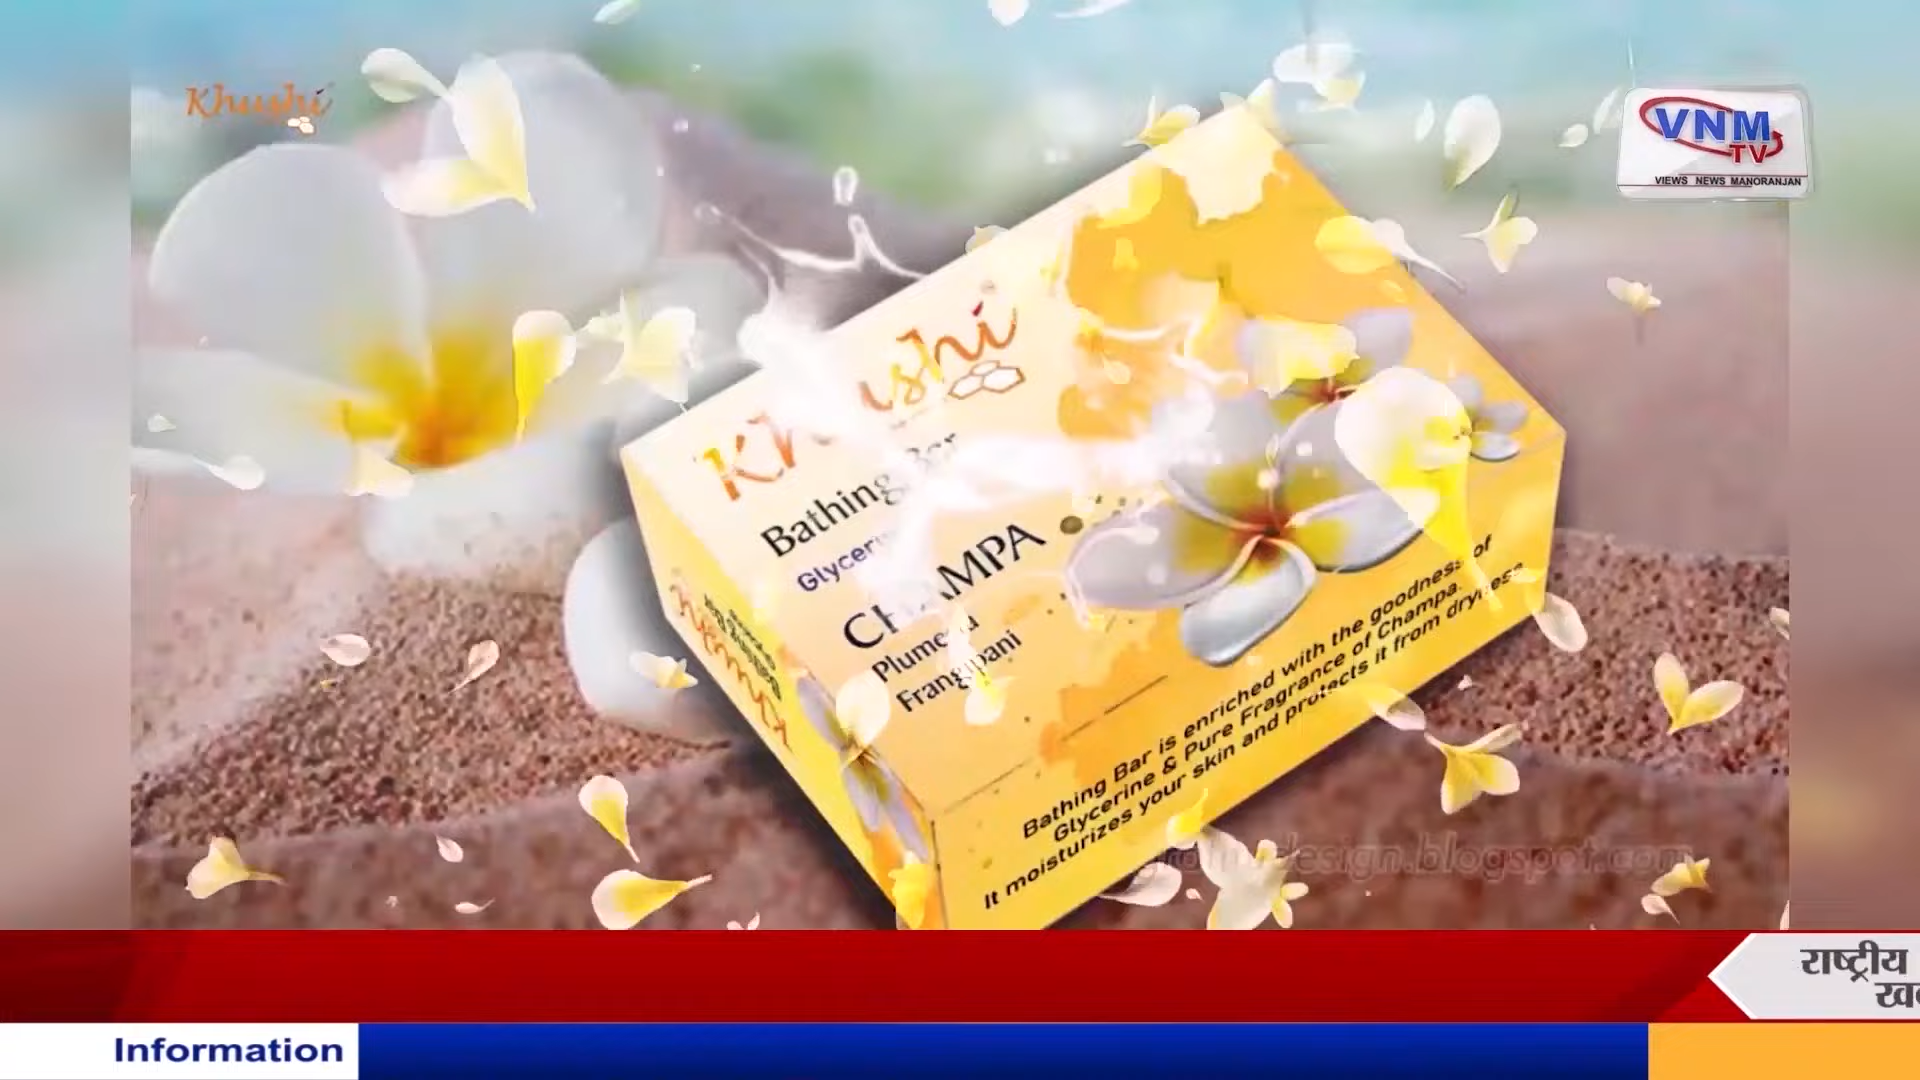 Khushi
VNM
TV
VIEWS NEWS MANORANJAN
Khushi
Bathing Bar
CHAMPA
Plumeria
Frangipani
Bathing Bar is enriched with the goodness of
Glycerine & Pure Fragrance of Champa.
It moisturizes your skin and protects it from dryness
design.blogspot.com
राष्ट्रीय
Information